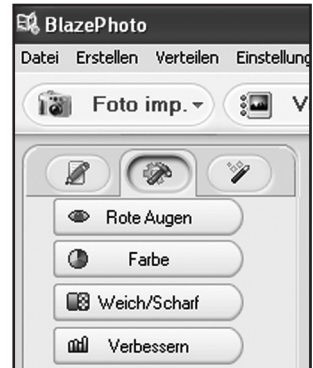 BlazePhoto
Datei Erstellen Verteilen Einstellung
Foto imp. V
Rote Augen
Farbe
Weich/Scharf
Verbessern